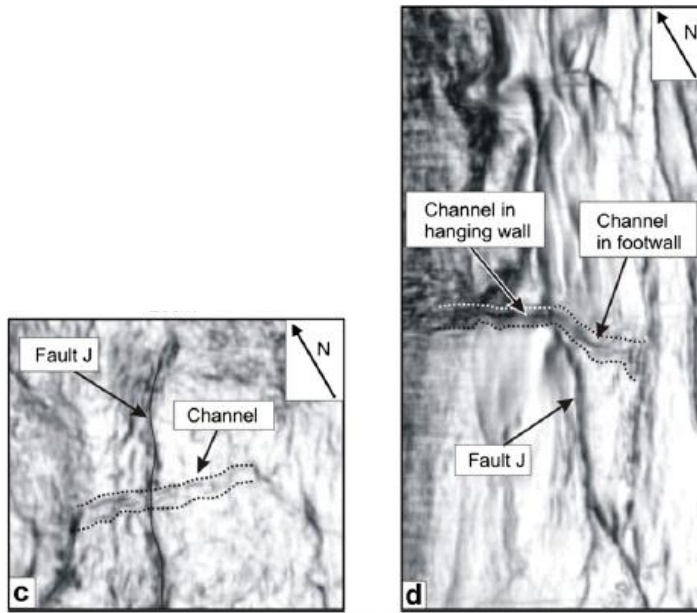 N
Fault J
Channel
c
N
Channel in
hanging wall
Channel
in footwall
Fault J
d